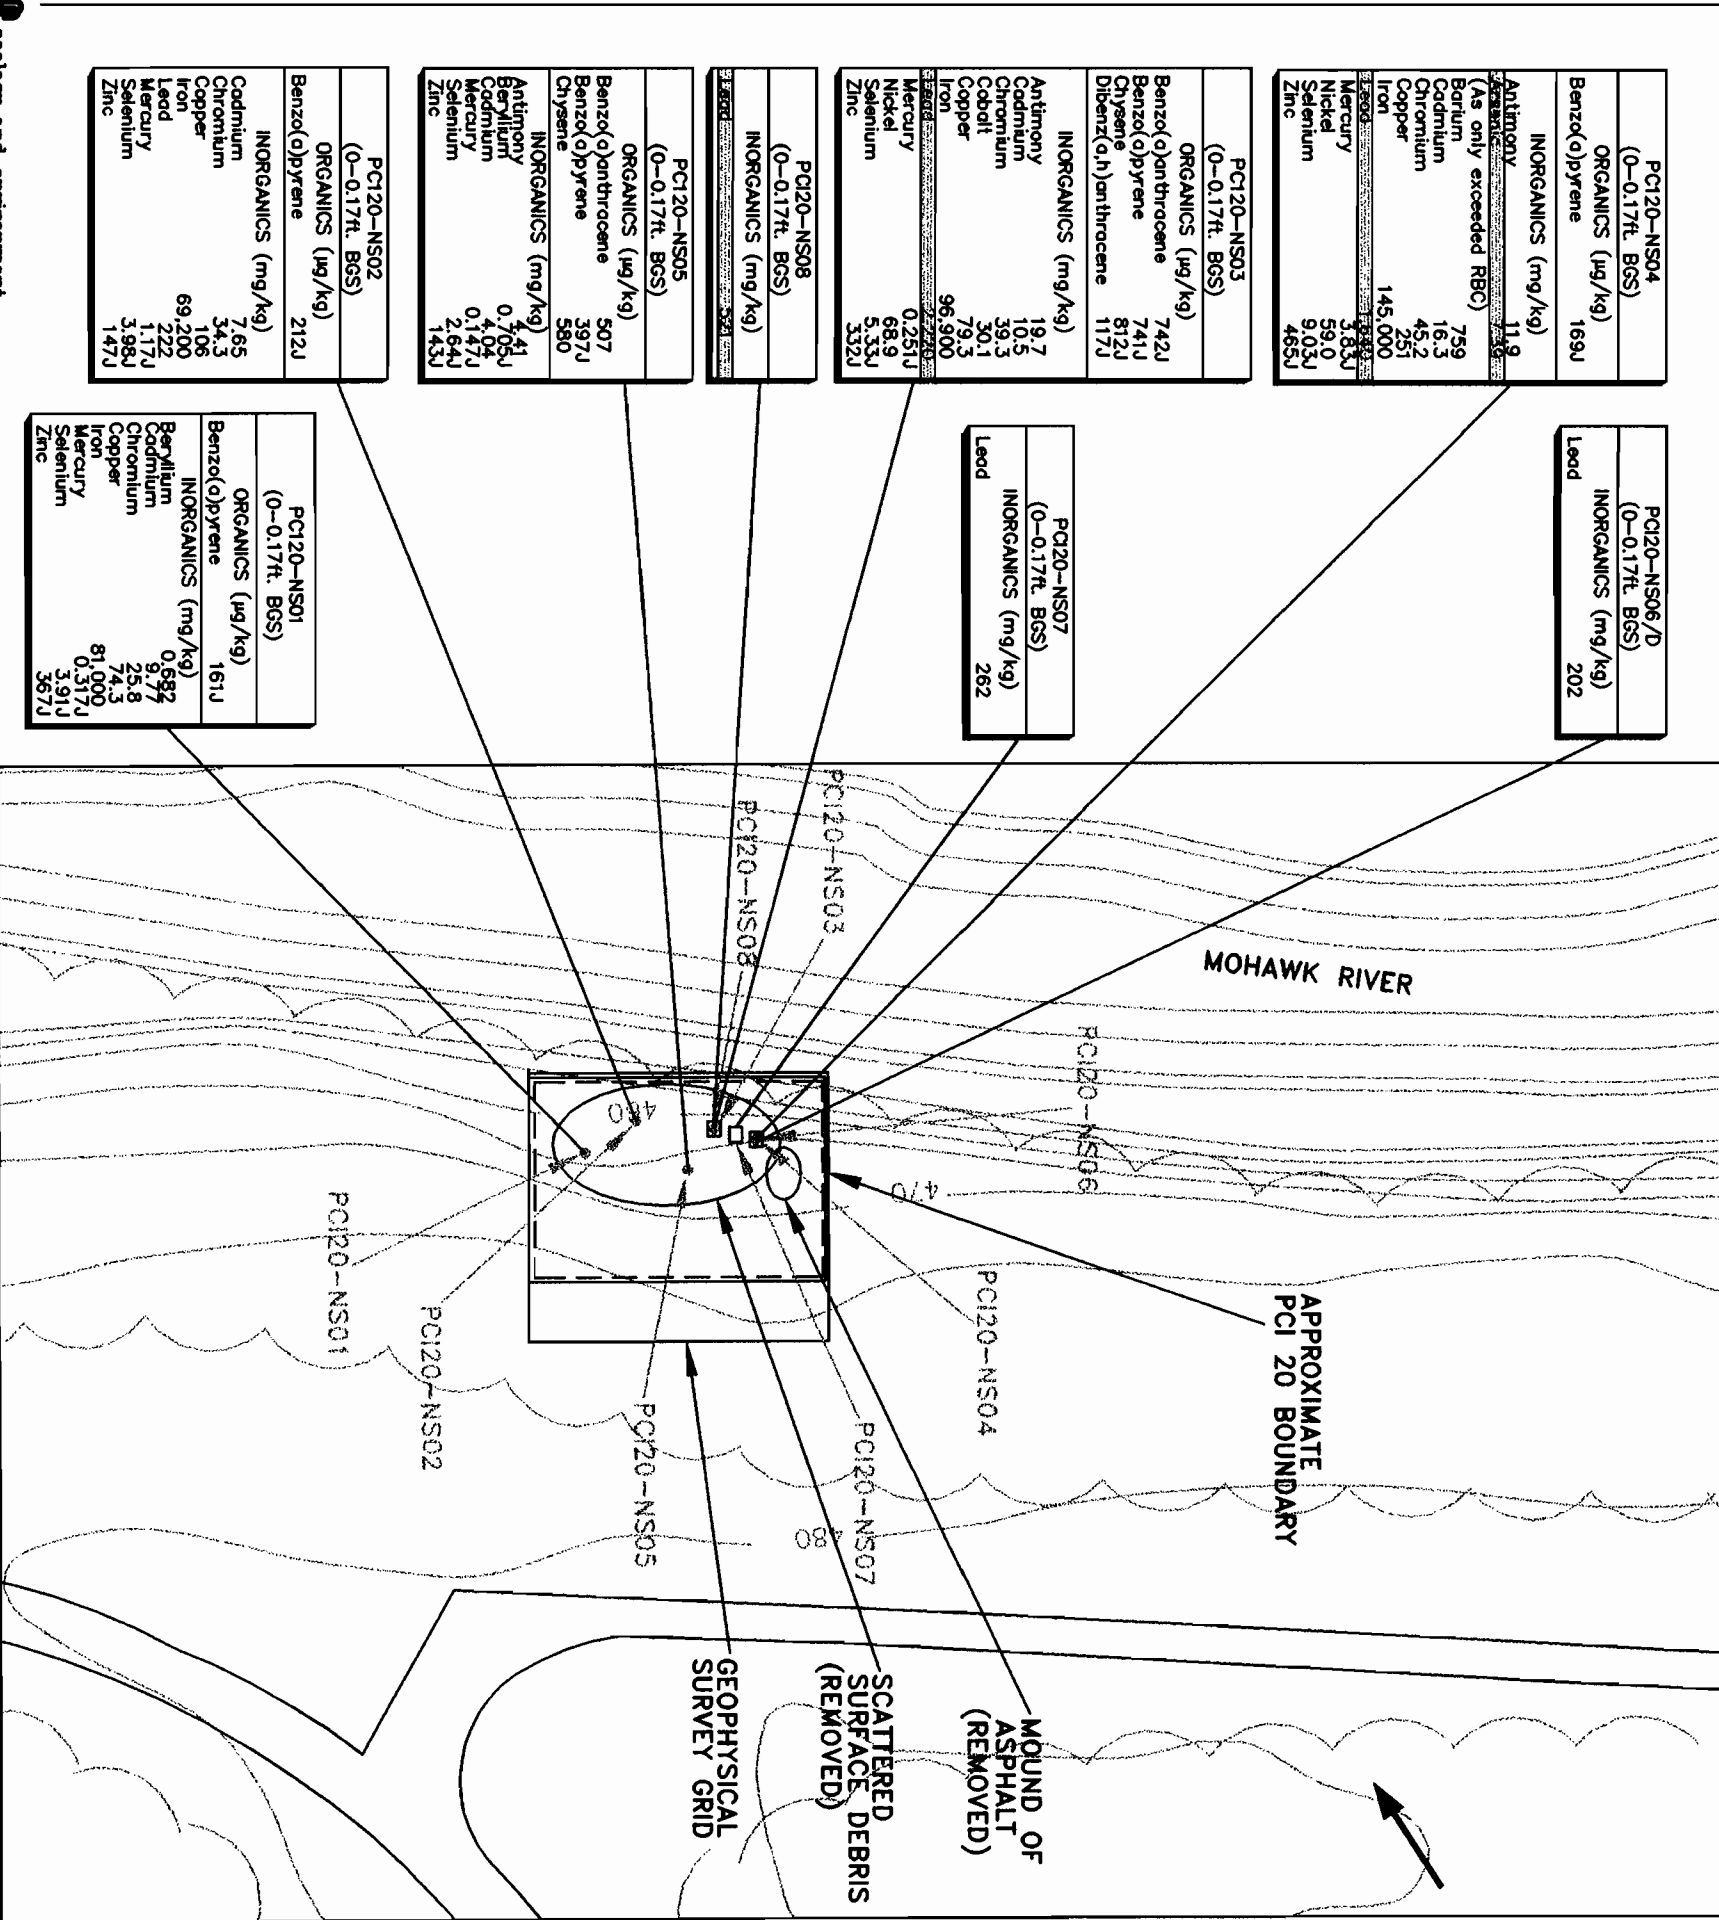 PC120-NS04
(0-0.17ft. BGS)
ORGANICS (µg/kg)
Benzo(a)pyrene 169J
INORGANICS (mg/kg)
Antimony 11.9
Arsenic
(As only exceeded RBC)
Barium 759
Cadmium 16.3
Chromium 45.2
Copper 251
Iron 145,000
Lead
Mercury 3.83J
Nickel 59.0
Selenium 9.03J
Zinc 465J
PC120-NS03
(0-0.17ft. BGS)
ORGANICS (µg/kg)
Benzo(a)anthracene 742J
Benzo(a)pyrene 741J
Chysene 812J
Dibenz(a,h)anthracene 117J
INORGANICS (mg/kg)
Antimony 19.7
Cadmium 10.5
Chromium 39.3
Cobalt 30.1
Copper 79.3
Iron 96,900
Lead
Mercury 0.251J
Nickel 68.9
Selenium 5.33J
Zinc 332J
PCI20-NS08
(0-0.17ft. BGS)
INORGANICS (mg/kg)
Lead 521
PC120-NS05
(0-0.17ft. BGS)
ORGANICS (µg/kg)
Benzo(a)anthracene 507
Benzo(a)pyrene 397J
Chysene 580
INORGANICS (mg/kg)
Antimony 4.41
Beryllium 0.705J
Cadmium 4.04
Mercury 0.147J
Selenium 2.64J
Zinc 143J
PC120-NS02
(0-0.17ft. BGS)
ORGANICS (µg/kg)
Benzo(a)pyrene 212J
INORGANICS (mg/kg)
Cadmium 7.65
Chromium 34.3
Copper 106
Iron 69,200
Lead 222
Mercury 1.17J
Selenium 3.98J
Zinc 147J
PCI20-NS06/D
(0-0.17ft. BGS)
INORGANICS (mg/kg)
Lead 202
PCI20-NS07
(0-0.17ft. BGS)
INORGANICS (mg/kg)
Lead 262
PC120-NS01
(0-0.17ft. BGS)
ORGANICS (µg/kg)
Benzo(a)pyrene 161J
INORGANICS (mg/kg)
Beryllium 0.682
Cadmium 9.77
Chromium 25.8
Copper 74.3
Iron 81,000
Mercury 0.317J
Selenium 3.91J
Zinc 367J
MOHAWK RIVER
PCI20-NS03
PCI20-NS08
PCI20-NS06
460
470
PCI20-NS04
PCI20-NS01
PCI20-NS02
PCI20-NS05
PCI20-NS07
480
APPROXIMATE
PCI 20 BOUNDARY
MOUND OF
ASPHALT
(REMOVED)
SCATTERED
SURFACE DEBRIS
(REMOVED)
GEOPHYSICAL
SURVEY GRID